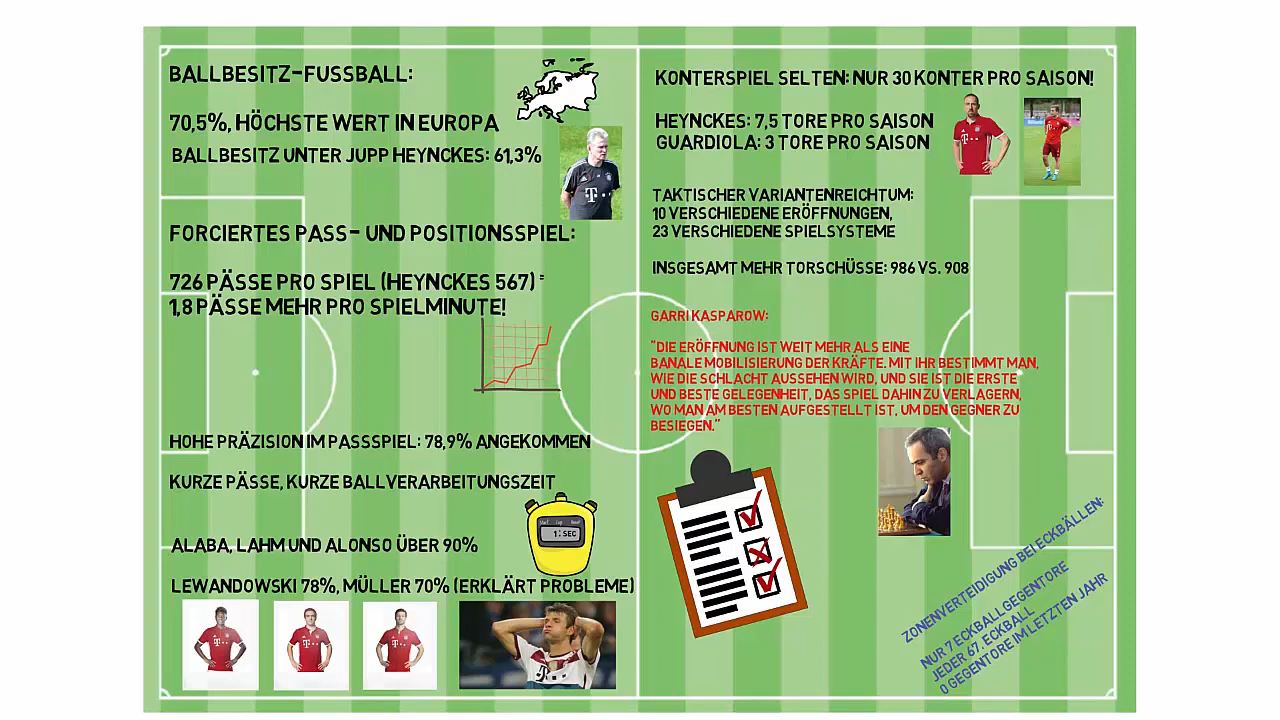 BALLBESITZ-FUSSBALL:
70,5%, HÖCHSTE WERT IN EUROPA
BALLBESITZ UNTER JUPP HEYNCKES: 61,3%
FORCIERTES PASS- UND POSITIONSSPIEL:
726 PÄSSE PRO SPIEL (HEYNCKES 567) =
1,8 PÄSSE MEHR PRO SPIELMINUTE!
HOHE PRÄZISION IM PASSSPIEL: 78,9% ANGEKOMMEN
KURZE PÄSSE, KURZE BALLVERARBEITUNGSZEIT
1: SEC
ALABA, LAHM UND ALONSO ÜBER 90%
LEWANDOWSKI 78%, MÜLLER 70% (ERKLÄRT PROBLEME)
KONTERSPIEL SELTEN: NUR 30 KONTER PRO SAISON!
HEYNCKES: 7,5 TORE PRO SAISON
GUARDIOLA: 3 TORE PRO SAISON
TAKTISCHER VARIANTENREICHTUM:
10 VERSCHIEDENE ERÖFFNUNGEN,
23 VERSCHIEDENE SPIELSYSTEME
INSGESAMT MEHR TORSCHÜSSE: 986 VS. 908
GARRI KASPAROW:
"DIE ERÖFFNUNG IST WEIT MEHR ALS EINE
BANALE MOBILISIERUNG DER KRÄFTE. MIT IHR BESTIMMT MAN,
WIE DIE SCHLACHT AUSSEHEN WIRD, UND SIE IST DIE ERSTE
UND BESTE GELEGENHEIT, DAS SPIEL DAHIN ZU VERLAGERN,
WO MAN AM BESTEN AUFGESTELLT IST, UM DEN GEGNER ZU
BESIEGEN."
ZONENVERTEIDIGUNG BEI ECKBÄLLEN:
NUR 7 ECKBALLGEGENTORE
JEDER 67. ECKBALL
0 GEGENTORE IM LETZTEN JAHR